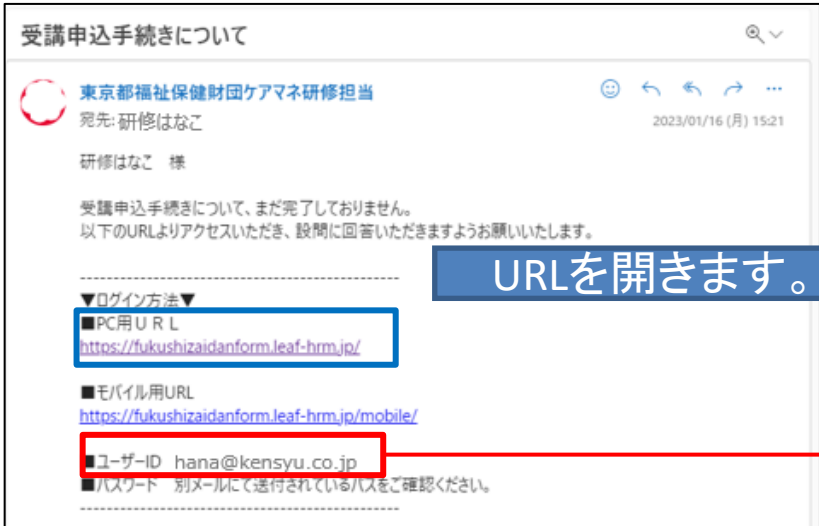 受講申込手続きについて
東京都福祉保健財団ケアマネ研修担当
宛先: 研修はなこ
2023/01/16 (月) 15:21
研修はなこ　様
受講申込手続きについて、まだ完了しておりません。
以下のURLよりアクセスいただき、設問に回答いただきますようお願いいたします。
------------------------------------------------
URLを開きます。
▼ログイン方法▼
■PC用ＵＲＬ
https://fukushizaidanform.leaf-hrm.jp/
■モバイル用URL
https://fukushizaidanform.leaf-hrm.jp/mobile/
■ユーザーID　hana@kensyu.co.jp
■パスワード　別メールにて送付されているパスをご確認ください。
------------------------------------------------